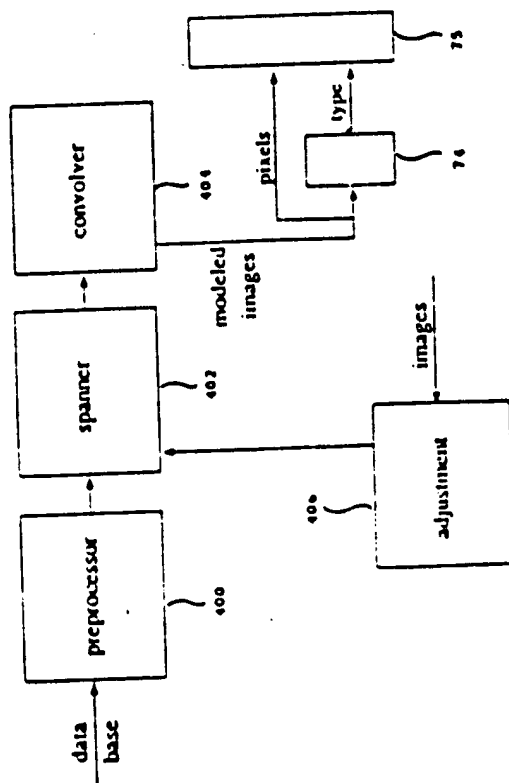 data
base
preprocessor
400
spanner
402
convolver
404
modeled
images
pixels
type
74
75
adjustment
406
images